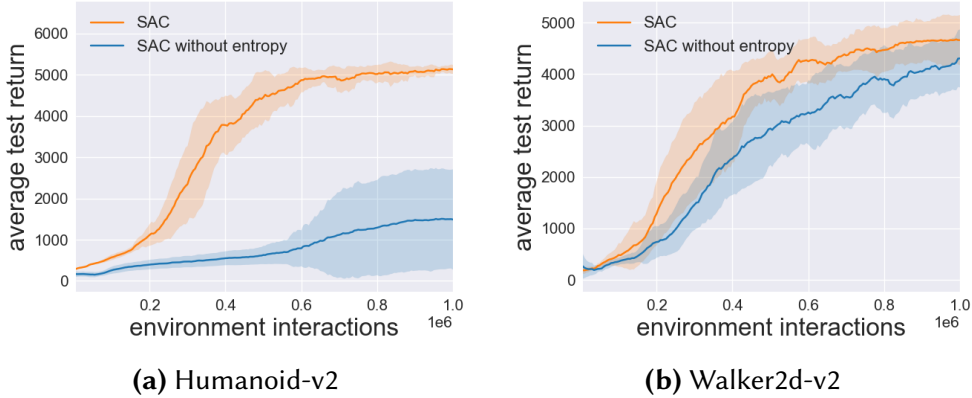 SAC
SAC without entropy
average test return
6000
5000
4000
3000
2000
1000
0
0.2
0.4
0.6
0.8
1.0
1e6
environment interactions
(a) Humanoid-v2
SAC
SAC without entropy
average test return
5000
4000
3000
2000
1000
0
0.2
0.4
0.6
0.8
1.0
1e6
environment interactions
(b) Walker2d-v2